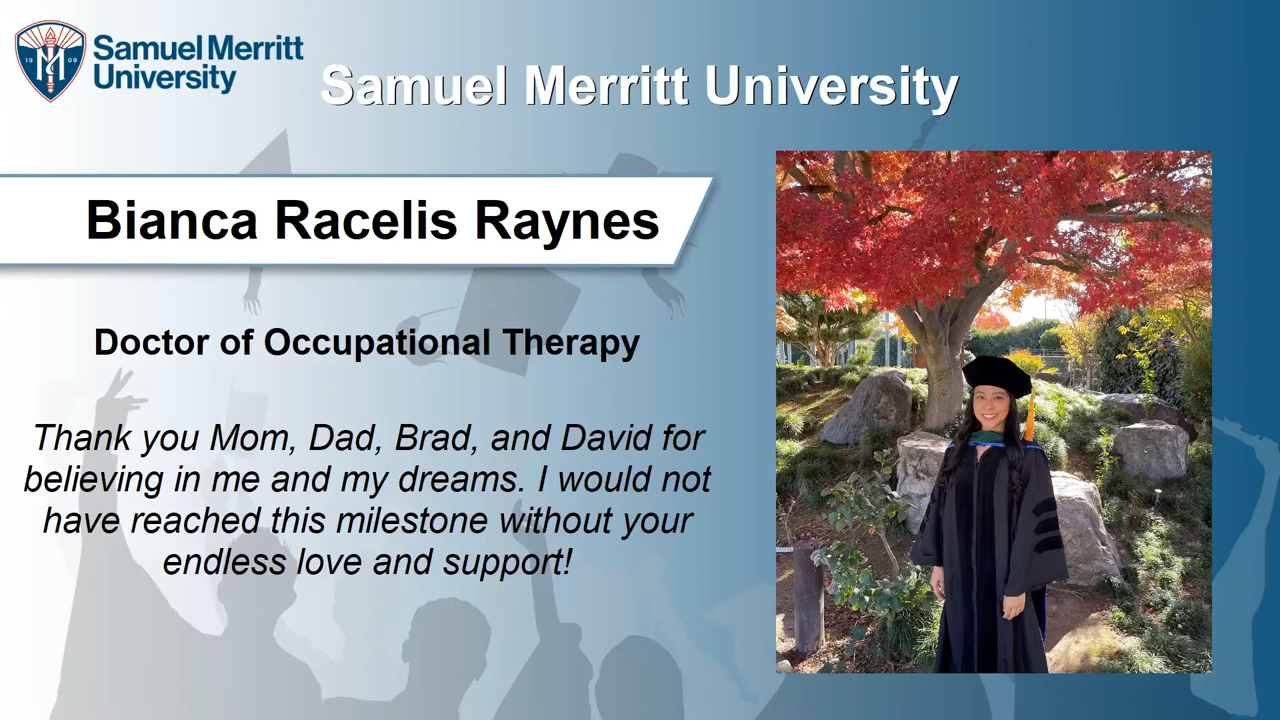 Samuel Merritt
University
19 09
Samuel Merritt University
Bianca Racelis Raynes
Doctor of Occupational Therapy
Thank you Mom, Dad, Brad, and David for
believing in me and my dreams. I would not
have reached this milestone without your
endless love and support!